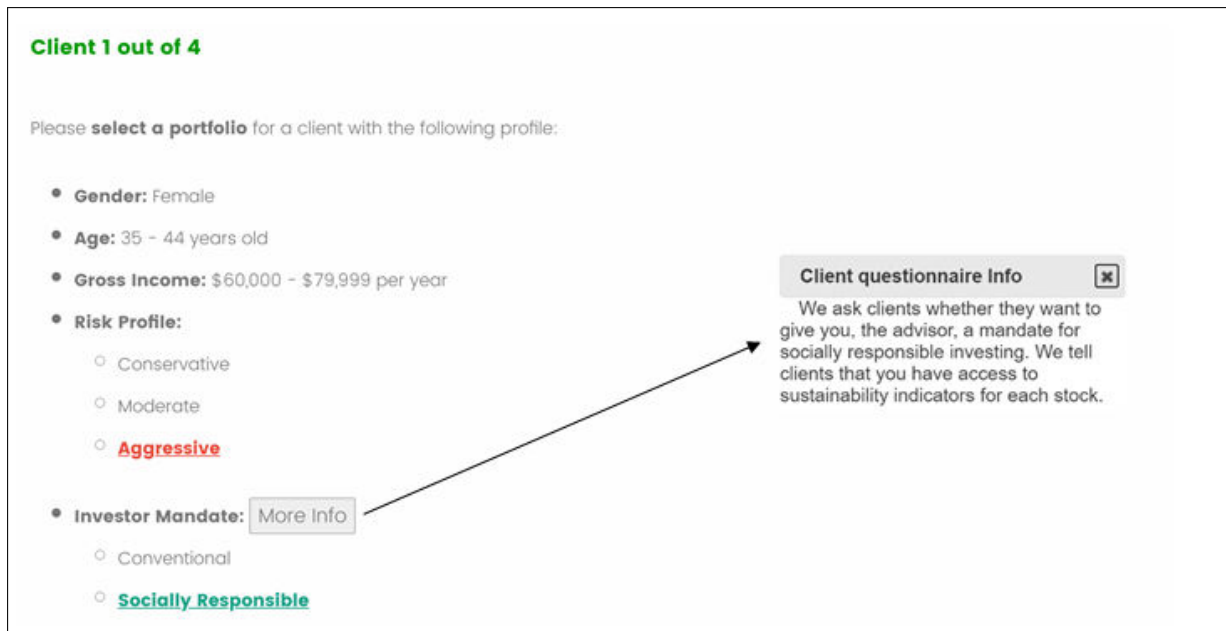 Client 1 out of 4
Please select a portfolio for a client with the following profile:
Gender: Female
Age: 35 - 44 years old
Gross Income: $60,000 - $79,999 per year
Risk Profile:
Conservative
Moderate
Aggressive
Investor Mandate: More Info
Conventional
Socially Responsible
Client questionnaire Info
We ask clients whether they want to
give you, the advisor, a mandate for
socially responsible investing. We tell
clients that you have access to
sustainability indicators for each stock.